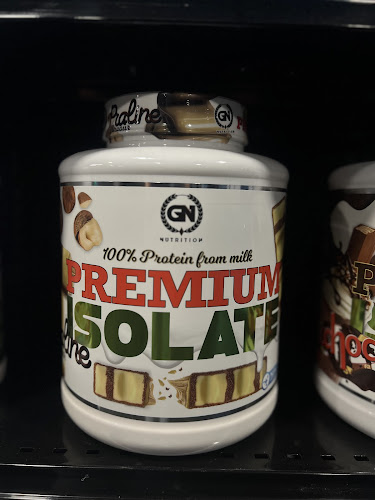 Praline
GN
GN
NUTRITION
100% Protein from milk
PREMIUM
ISOLATE